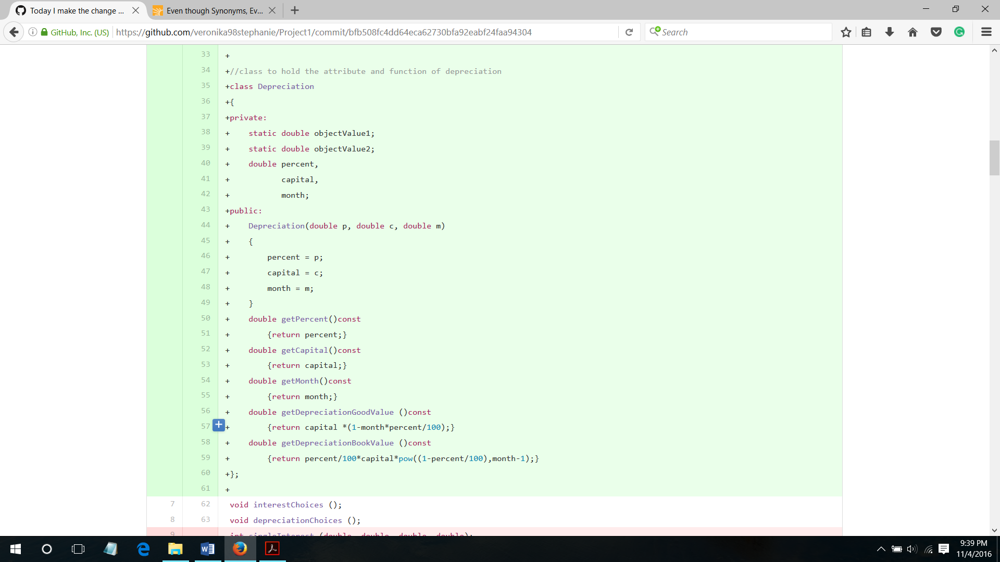 Today I make the change ...
Even though Synonyms, Ev...
GitHub, Inc. (US)
https://github.com/veronika98stephanie/Project1/commit/bfb508fc4dd64eca62730bfa92eabf24faa94304
Search
33 +
34 +//class to hold the attribute and function of depreciation
35 +class Depreciation
36 +{
37 +private:
38 +    static double objectValue1;
39 +    static double objectValue2;
40 +    double percent,
41 +           capital,
42 +           month;
43 +public:
44 +    Depreciation(double p, double c, double m)
45 +    {
46 +        percent = p;
47 +        capital = c;
48 +        month = m;
49 +    }
50 +    double getPercent()const
51 +        {return percent;}
52 +    double getCapital()const
53 +        {return capital;}
54 +    double getMonth()const
55 +        {return month;}
56 +    double getDepreciationGoodValue ()const
57 +        {return capital *(1-month*percent/100);}
58 +    double getDepreciationBookValue ()const
59 +        {return percent/100*capital*pow((1-percent/100),month-1);}
60 +};
61 +
7 62 void interestChoices ();
8 63 void depreciationChoices ();
9 int singleInterest (double, double, double, double);
9:39 PM
11/4/2016